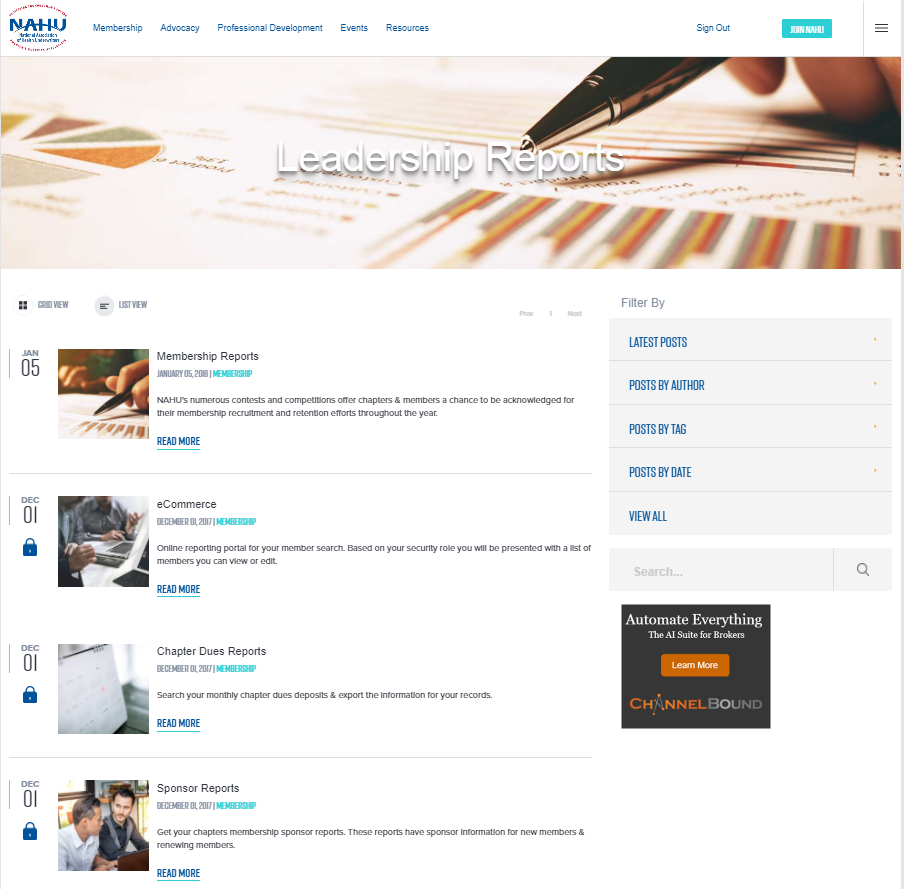 NAHU
National Association
of Health Underwriters
Membership
Advocacy
Professional Development
Events
Resources
Sign Out
JOIN NAHU
Leadership Reports
GRID VIEW
LIST VIEW
Prev
1
Next
JAN
05
Membership Reports
JANUARY 05, 2018 | MEMBERSHIP
NAHU's numerous contests and competitions offer chapters & members a chance to be acknowledged for
their membership recruitment and retention efforts throughout the year.
READ MORE
DEC
01
eCommerce
DECEMBER 01, 2017 | MEMBERSHIP
Online reporting portal for your member search. Based on your security role you will be presented with a list of
members you can view or edit.
READ MORE
DEC
01
Chapter Dues Reports
DECEMBER 01, 2017 | MEMBERSHIP
Search your monthly chapter dues deposits & export the information for your records.
READ MORE
DEC
01
Sponsor Reports
DECEMBER 01, 2017 | MEMBERSHIP
Get your chapters membership sponsor reports. These reports have sponsor information for new members &
renewing members.
READ MORE
Filter By
LATEST POSTS
POSTS BY AUTHOR
POSTS BY TAG
POSTS BY DATE
VIEW ALL
Search...
Automate Everything
The AI Suite for Brokers
Learn More
CHANNELBOUND